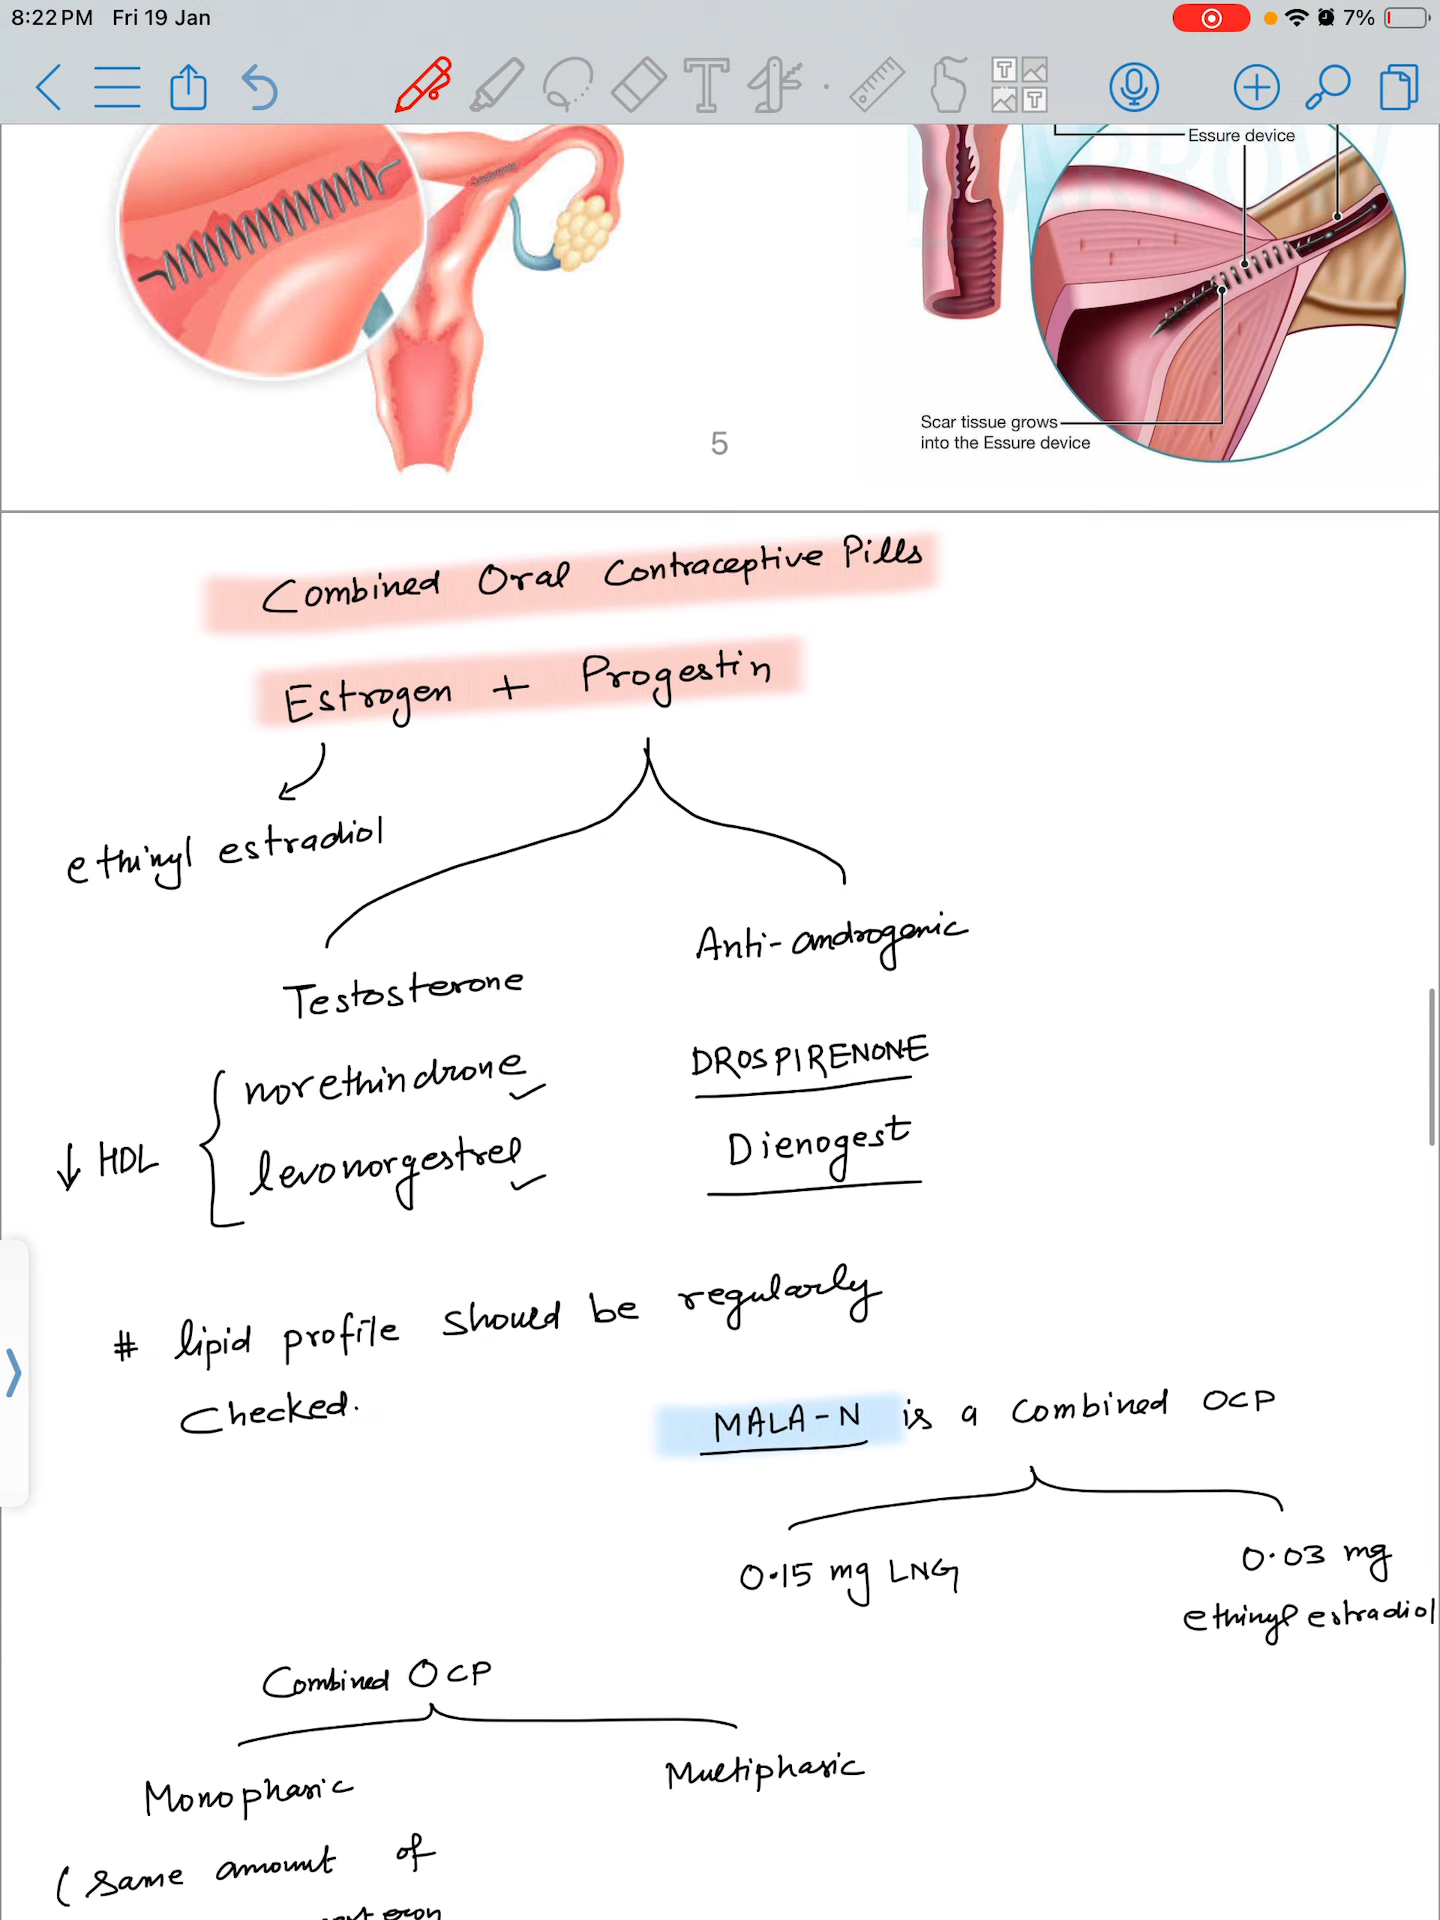 8:22 PM Fri 19 Jan
7%
Essure device
Scar tissue grows
into the Essure device
5
Combined Oral Contraceptive Pills
Estrogen + Progestin
ethinyl estradiol
Testosterone
Anti-androgenic
norethindrone
DROSPIRENONE
↓ HDL
levonorgestrel
Dienogest
# lipid profile should be regularly
checked.
MALA-N is a combined OCP
0.15 mg LNG
0.03 mg
ethinyl estradiol
Combined OCP
Monophasic
Multiphasic
(same amount of